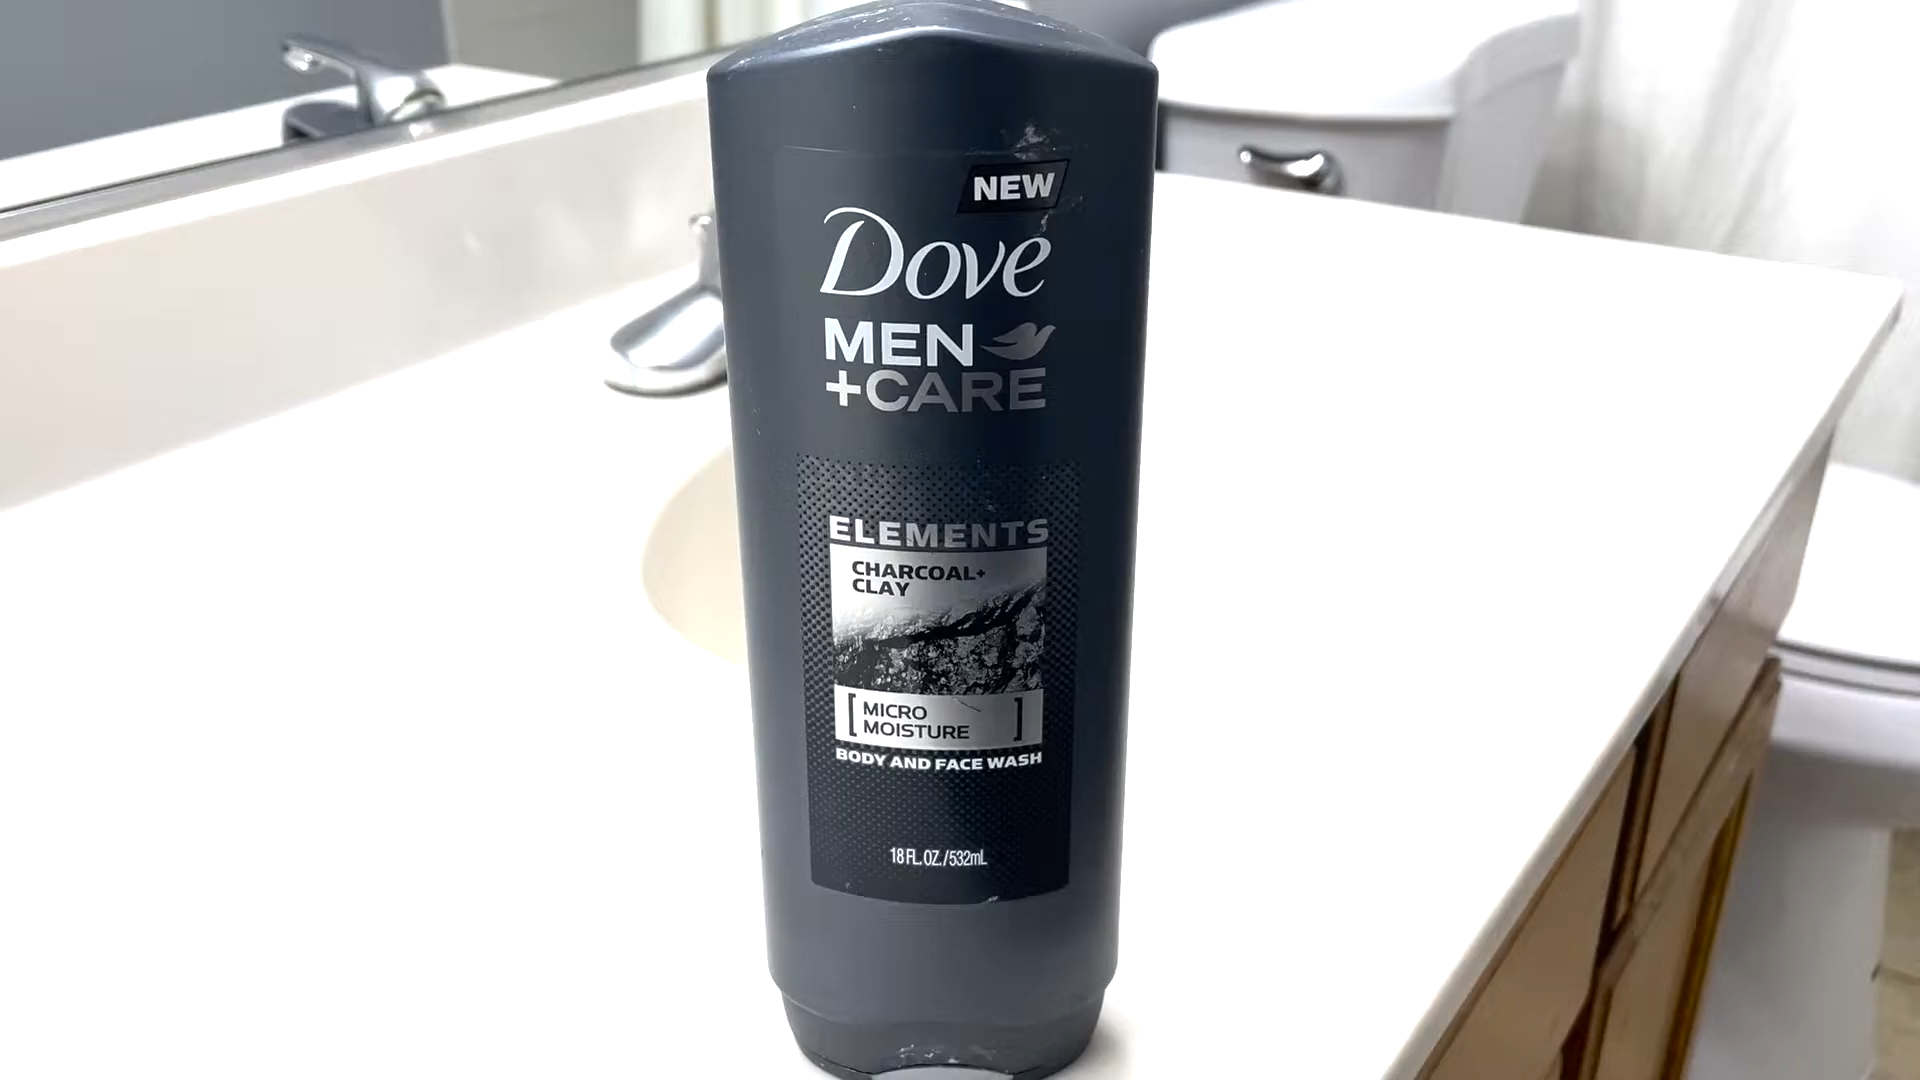 NEW
Dove
MEN
+CARE
ELEMENTS
CHARCOAL+
CLAY
[MICRO
MOISTURE]
BODY AND FACE WASH
18 FL. OZ./532mL